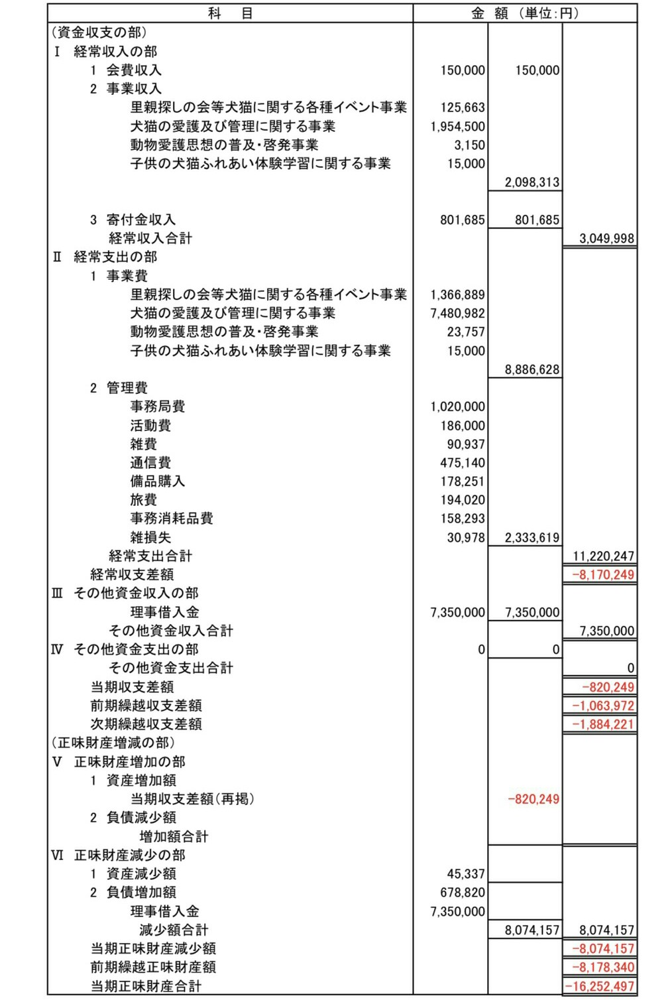 科 目 金 額 (単位:円)
(資金収支の部)
Ⅰ 経常収入の部
1 会費収入 150,000 150,000
2 事業収入
里親探しの会等犬猫に関する各種イベント事業 125,663
犬猫の愛護及び管理に関する事業 1,954,500
動物愛護思想の普及・啓発事業 3,150
子供の犬猫ふれあい体験学習に関する事業 15,000
2,098,313
3 寄付金収入 801,685 801,685
経常収入合計 3,049,998
Ⅱ 経常支出の部
1 事業費
里親探しの会等犬猫に関する各種イベント事業 1,366,889
犬猫の愛護及び管理に関する事業 7,480,982
動物愛護思想の普及・啓発事業 23,757
子供の犬猫ふれあい体験学習に関する事業 15,000
8,886,628
2 管理費
事務局費 1,020,000
活動費 186,000
雑費 90,937
通信費 475,140
備品購入 178,251
旅費 194,020
事務消耗品費 158,293
雑損失 30,978 2,333,619
経常支出合計 11,220,247
経常収支差額 -8,170,249
Ⅲ その他資金収入の部
理事借入金 7,350,000 7,350,000
その他資金収入合計 7,350,000
Ⅳ その他資金支出の部 0 0
その他資金支出合計 0
当期収支差額 -820,249
前期繰越収支差額 -1,063,972
次期繰越収支差額 -1,884,221
(正味財産増減の部)
Ⅴ 正味財産増加の部
1 資産増加額
当期収支差額(再掲) -820,249
2 負債減少額
増加額合計
Ⅵ 正味財産減少の部
1 資産減少額 45,337
2 負債増加額 678,820
理事借入金 7,350,000
減少額合計 8,074,157 8,074,157
当期正味財産減少額 -8,074,157
前期繰越正味財産額 -8,178,340
当期正味財産合計 -16,252,497